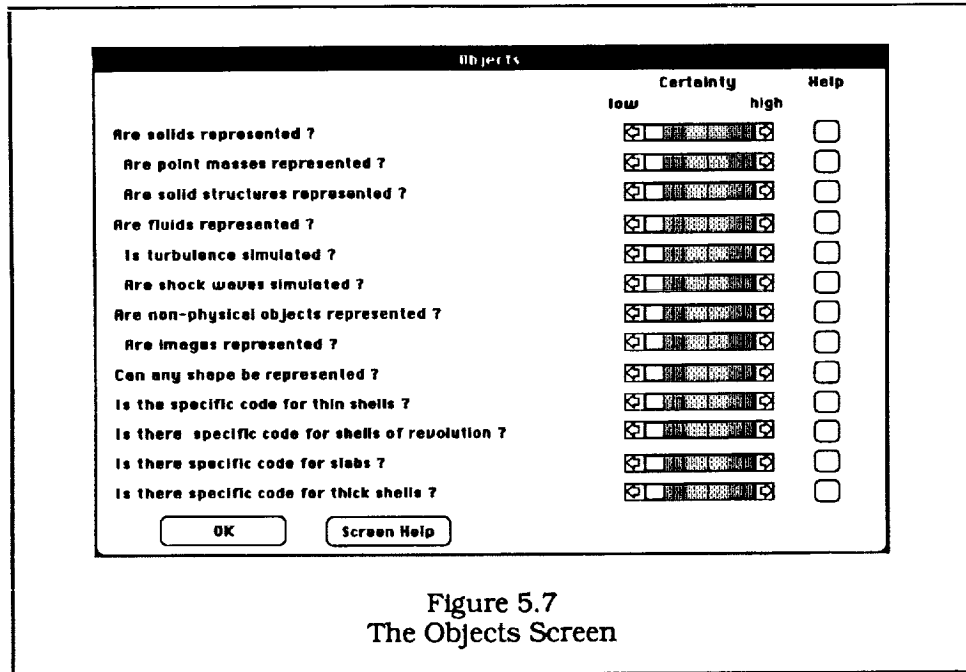 Objects
Certainty Help
low high
Are solids represented ?
Are point masses represented ?
Are solid structures represented ?
Are fluids represented ?
Is turbulence simulated ?
Are shock waves simulated ?
Are non-physical objects represented ?
Are images represented ?
Can any shape be represented ?
Is the specific code for thin shells ?
Is there specific code for shells of revolution ?
Is there specific code for slabs ?
Is there specific code for thick shells ?
OK Screen Help
Figure 5.7
The Objects Screen